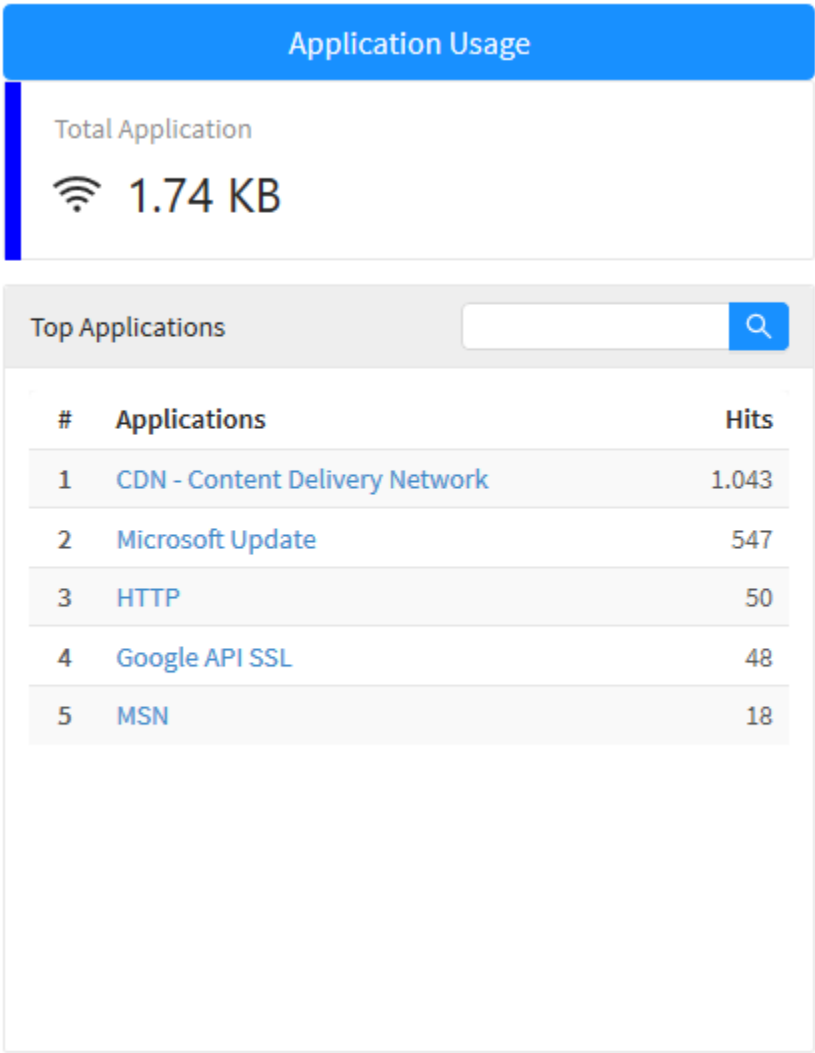 Application Usage
Total Application
1.74 KB
Top Applications
# Applications Hits
1 CDN - Content Delivery Network 1.043
2 Microsoft Update 547
3 HTTP 50
4 Google API SSL 48
5 MSN 18